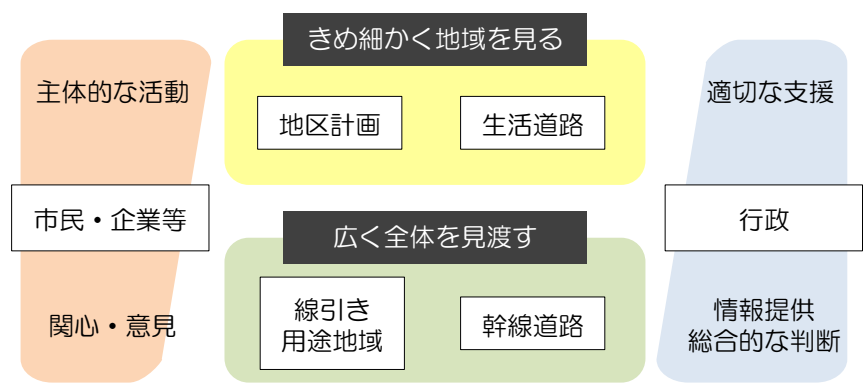 きめ細かく地域を見る
主体的な活動
地区計画
生活道路
適切な支援
市民・企業等
行政
広く全体を見渡す
関心・意見
線引き
用途地域
幹線道路
情報提供
総合的な判断